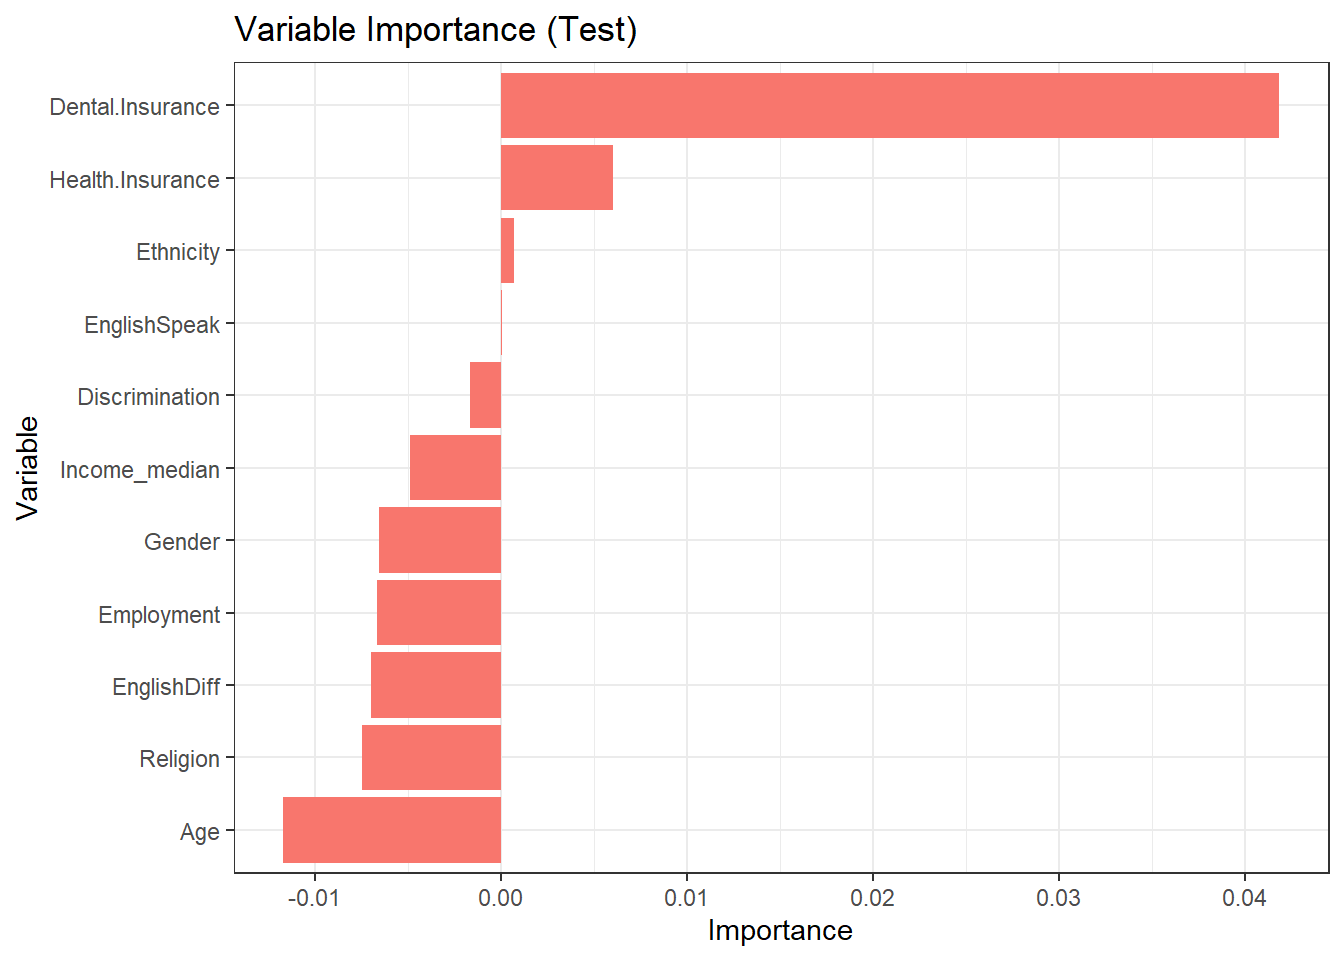 Variable Importance (Test)
Variable
Dental.Insurance
Health.Insurance
Ethnicity
EnglishSpeak
Discrimination
Income_median
Gender
Employment
EnglishDiff
Religion
Age
-0.01 0.00 0.01 0.02 0.03 0.04
Importance